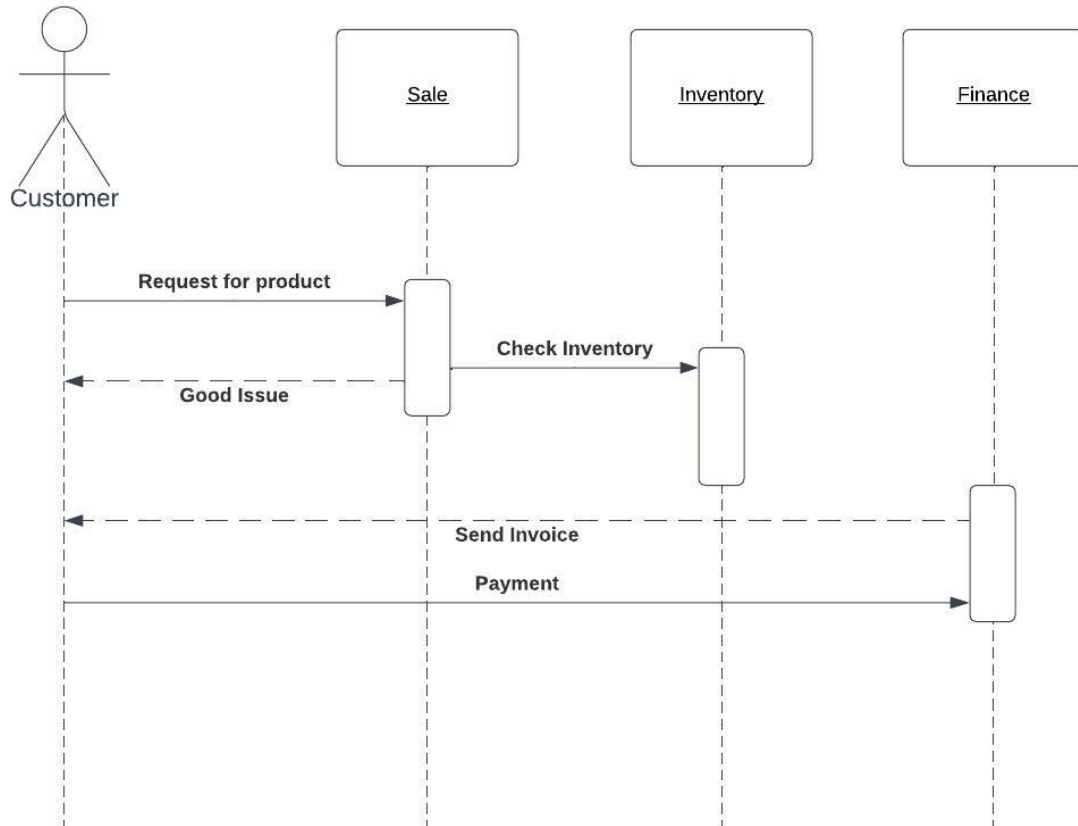 Sale
Inventory
Finance
Customer
Request for product
Check Inventory
Good Issue
Send Invoice
Payment